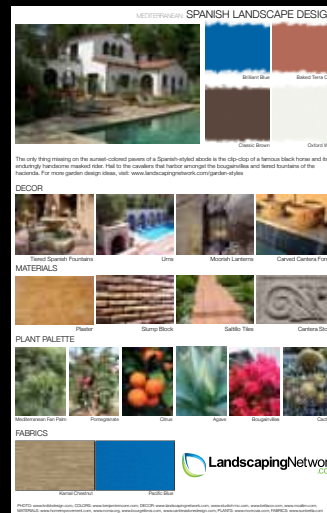 MEDITERRANEAN: SPANISH LANDSCAPE DESIG
Brilliant Blue
Baked Terra C
Classic Brown
Oxford W
The only thing missing on the sunset-colored pavers of a Spanish-styled abode is the clip-clop of a famous black horse and its
enduringly handsome masked rider. Hail to the cavaliers that harbor amongst the bougainvillea and tiered fountains of the
hacienda. For more garden design ideas, visit: www.landscapingnetwork.com/garden-styles
DECOR
Tiered Spanish Fountains
Urns
Moorish Lanterns
Carved Cantera Fon
MATERIALS
Plaster
Slump Block
Saltillo Tiles
Cantera Sto
PLANT PALETTE
Mediterranean Fan Palm
Pomegranate
Citrus
Agave
Bougainvillea
Cact
FABRICS
Kamal Chestnut
Pacific Blue
LandscapingNetwor
.co